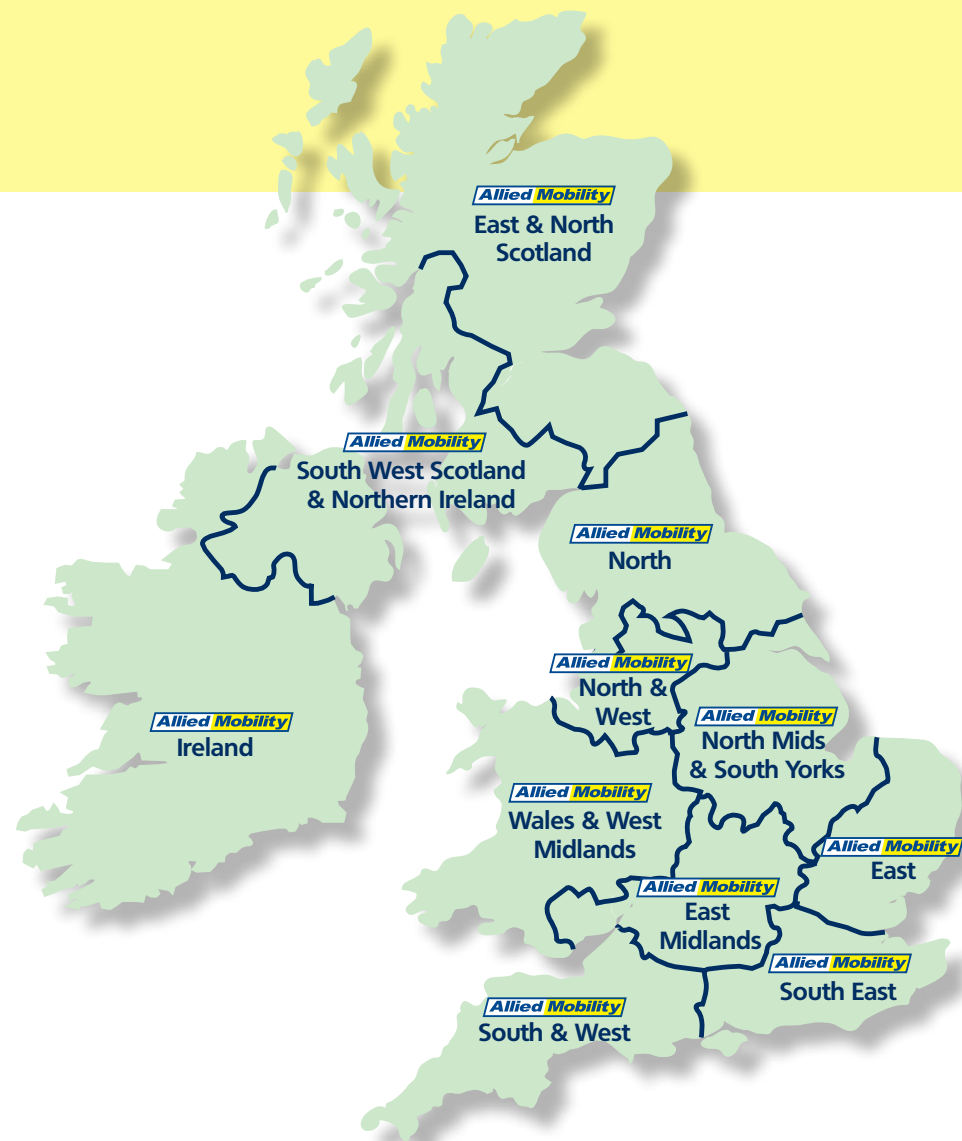 Allied Mobility
East & North
Scotland
Allied Mobility
South West Scotland
& Northern Ireland
Allied Mobility
North
Allied Mobility
North &
West
Allied Mobility
North Mids
& South Yorks
Allied Mobility
Ireland
Allied Mobility
Wales & West
Midlands
Allied Mobility
East
Allied Mobility
East
Midlands
Allied Mobility
South East
Allied Mobility
South & West